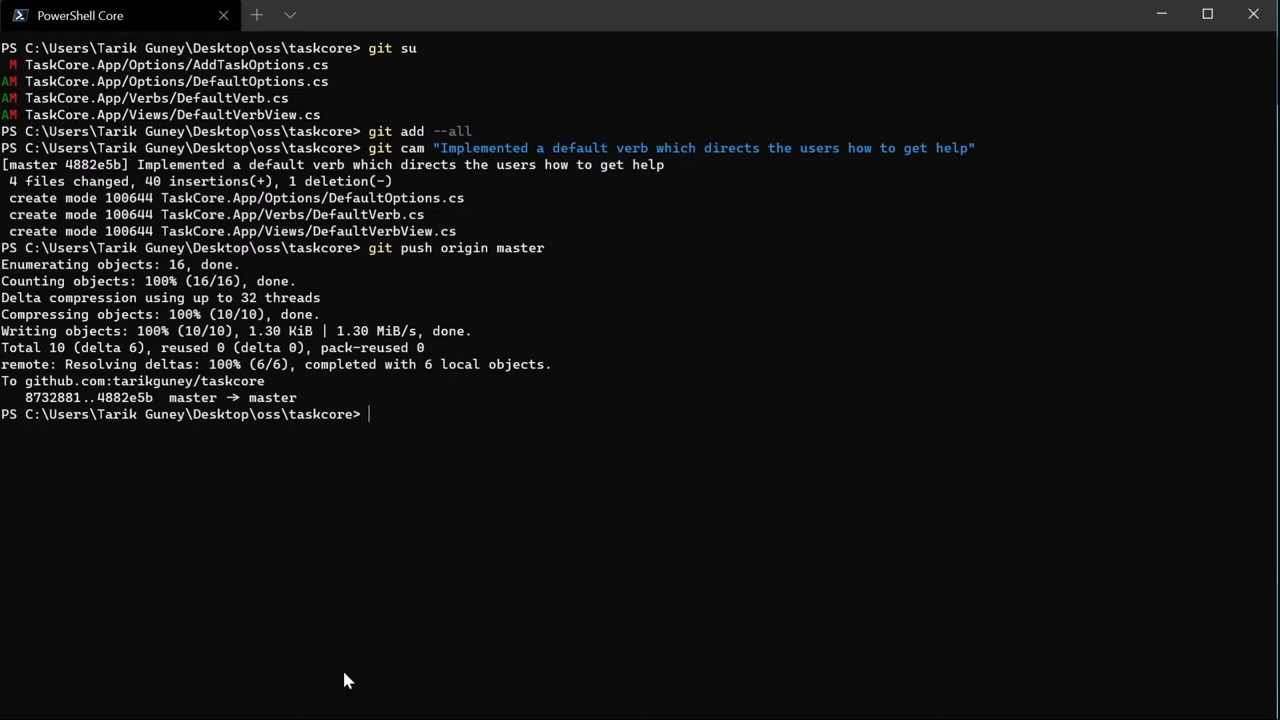 PowerShell Core
PS C:\Users\Tarik Guney\Desktop\oss\taskcore> git su
 M TaskCore.App/Options/AddTaskOptions.cs
AM TaskCore.App/Options/DefaultOptions.cs
AM TaskCore.App/Verbs/DefaultVerb.cs
AM TaskCore.App/Views/DefaultVerbView.cs
PS C:\Users\Tarik Guney\Desktop\oss\taskcore> git add --all
PS C:\Users\Tarik Guney\Desktop\oss\taskcore> git cam "Implemented a default verb which directs the users how to get help"
[master 4882e5b] Implemented a default verb which directs the users how to get help
 4 files changed, 40 insertions(+), 1 deletion(-)
 create mode 100644 TaskCore.App/Options/DefaultOptions.cs
 create mode 100644 TaskCore.App/Verbs/DefaultVerb.cs
 create mode 100644 TaskCore.App/Views/DefaultVerbView.cs
PS C:\Users\Tarik Guney\Desktop\oss\taskcore> git push origin master
Enumerating objects: 16, done.
Counting objects: 100% (16/16), done.
Delta compression using up to 32 threads
Compressing objects: 100% (10/10), done.
Writing objects: 100% (10/10), 1.30 KiB | 1.30 MiB/s, done.
Total 10 (delta 6), reused 0 (delta 0), pack-reused 0
remote: Resolving deltas: 100% (6/6), completed with 6 local objects.
To github.com:tarikguney/taskcore
   8732881..4882e5b  master -> master
PS C:\Users\Tarik Guney\Desktop\oss\taskcore>